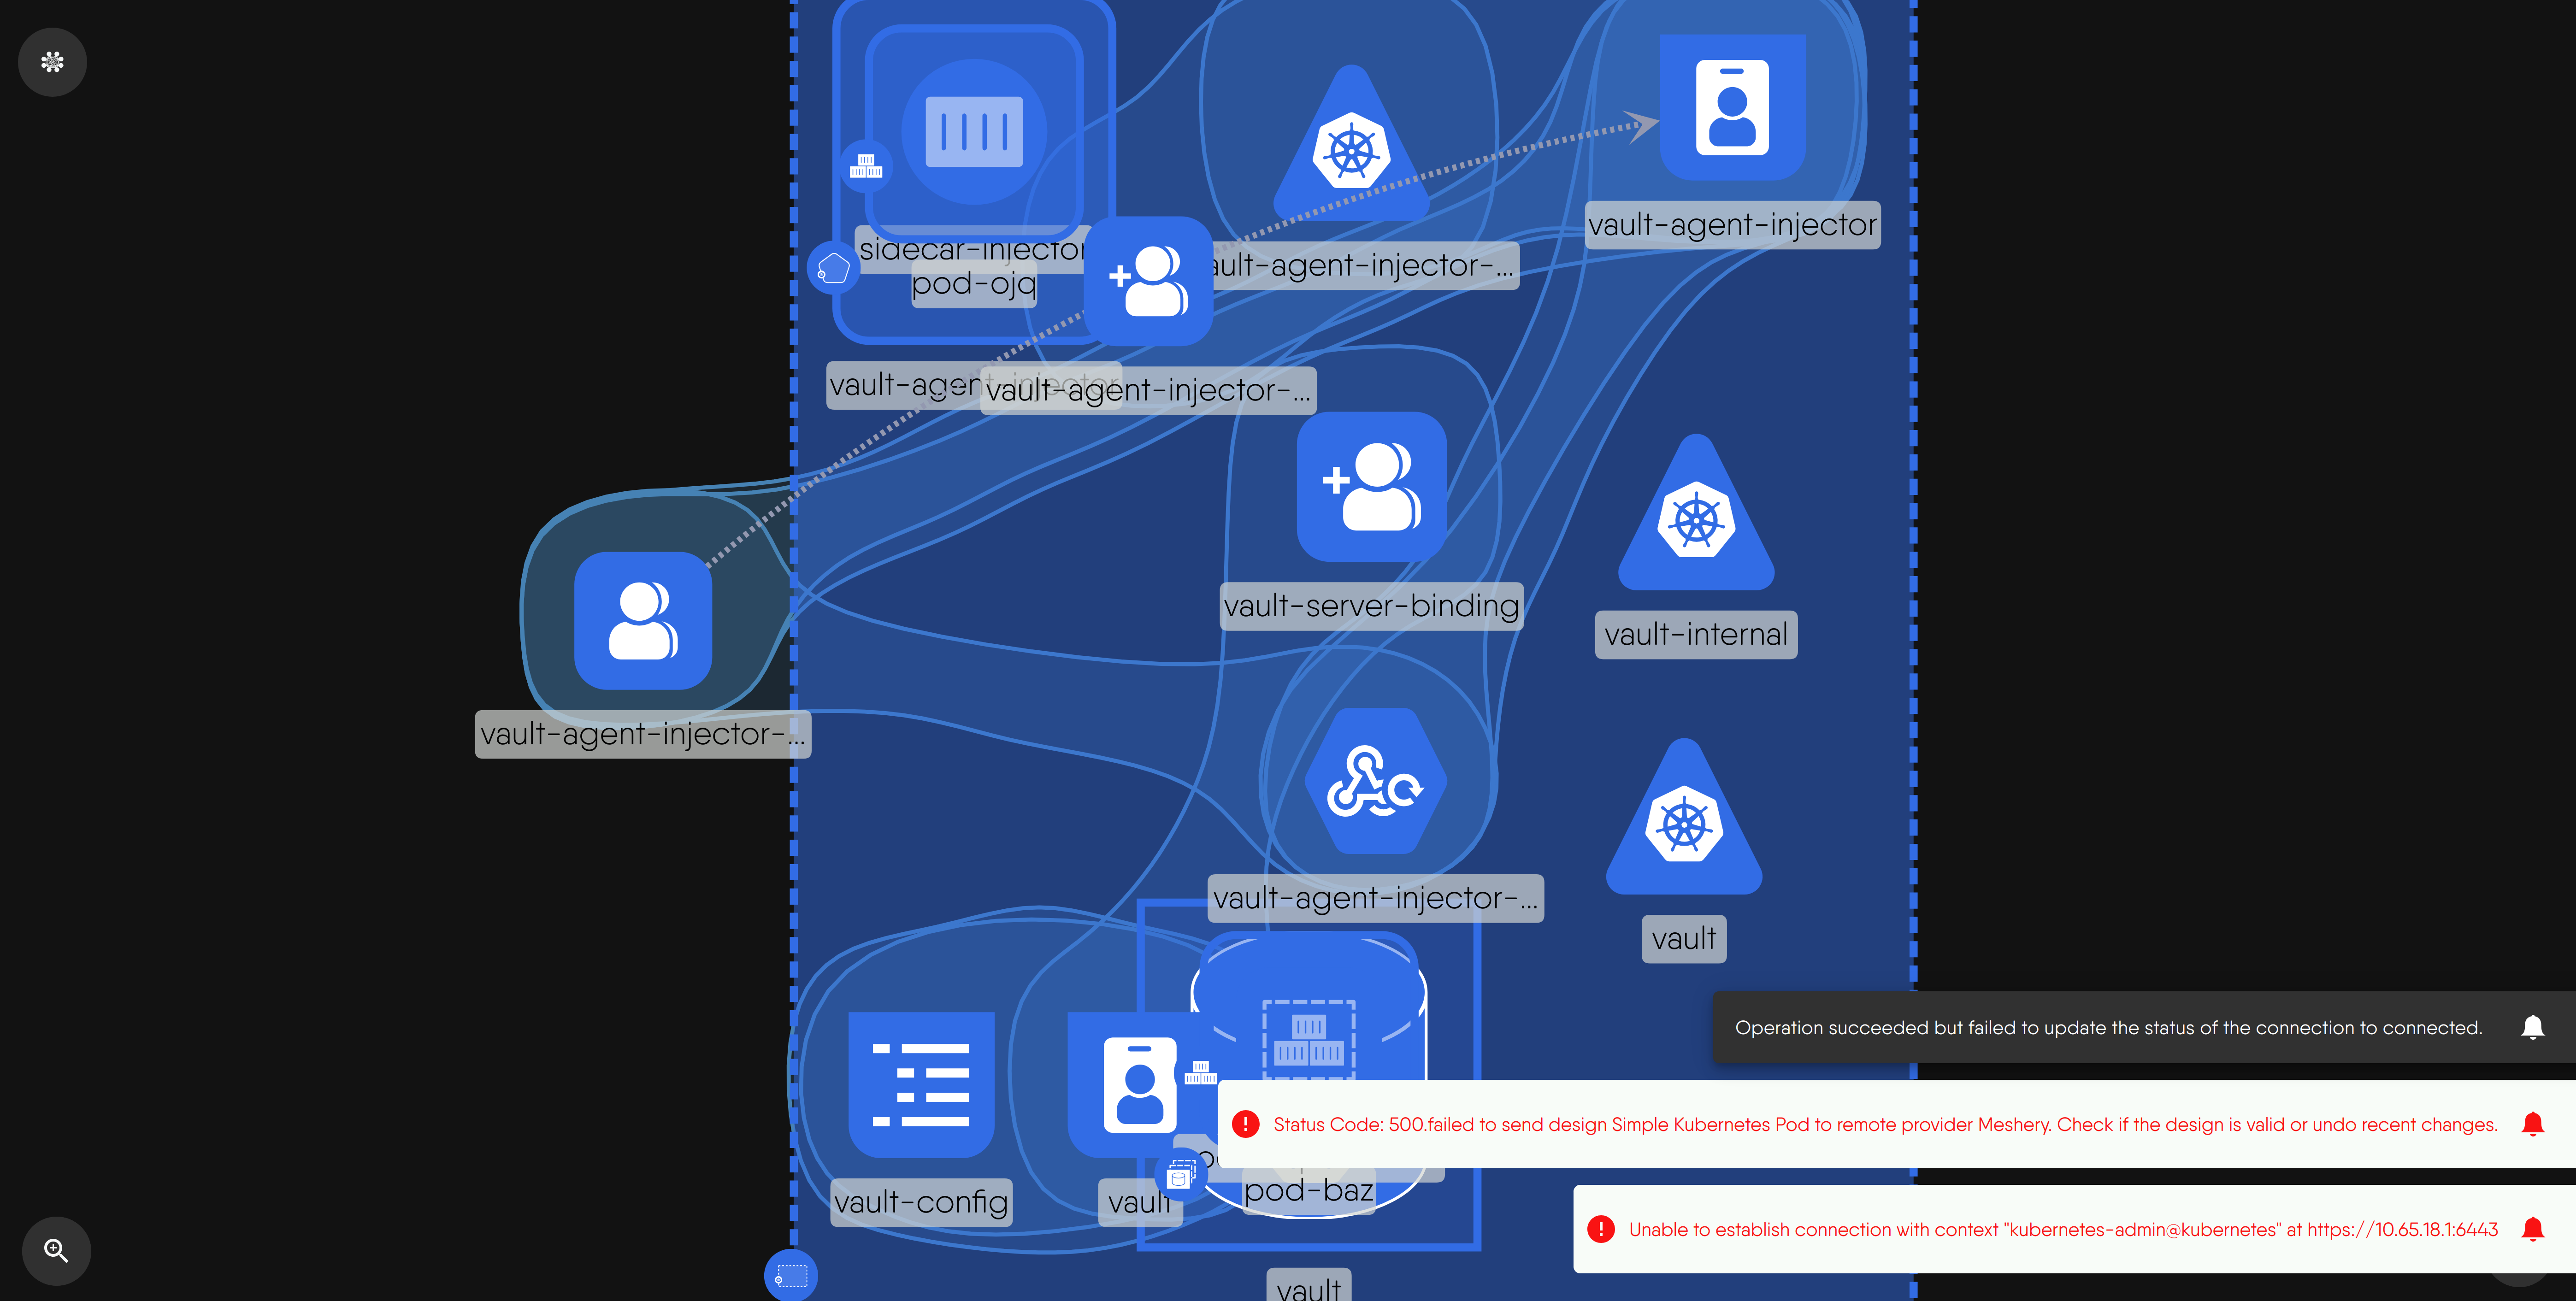 vault-agent-injector
sidecar-injector
vault-agent-injector-...
pod-ojq
vault-agent-injector
vault-agent-injector-...
vault-server-binding
vault-internal
vault-agent-injector-...
vault-agent-injector-...
vault
Operation succeeded but failed to update the status of the connection to connected.
Status Code: 500.failed to send design Simple Kubernetes Pod to remote provider Meshery. Check if the design is valid or undo recent changes.
pod-baz
vault-config
vault
Unable to establish connection with context "kubernetes-admin@kubernetes" at https://10.65.18.1:6443
vault